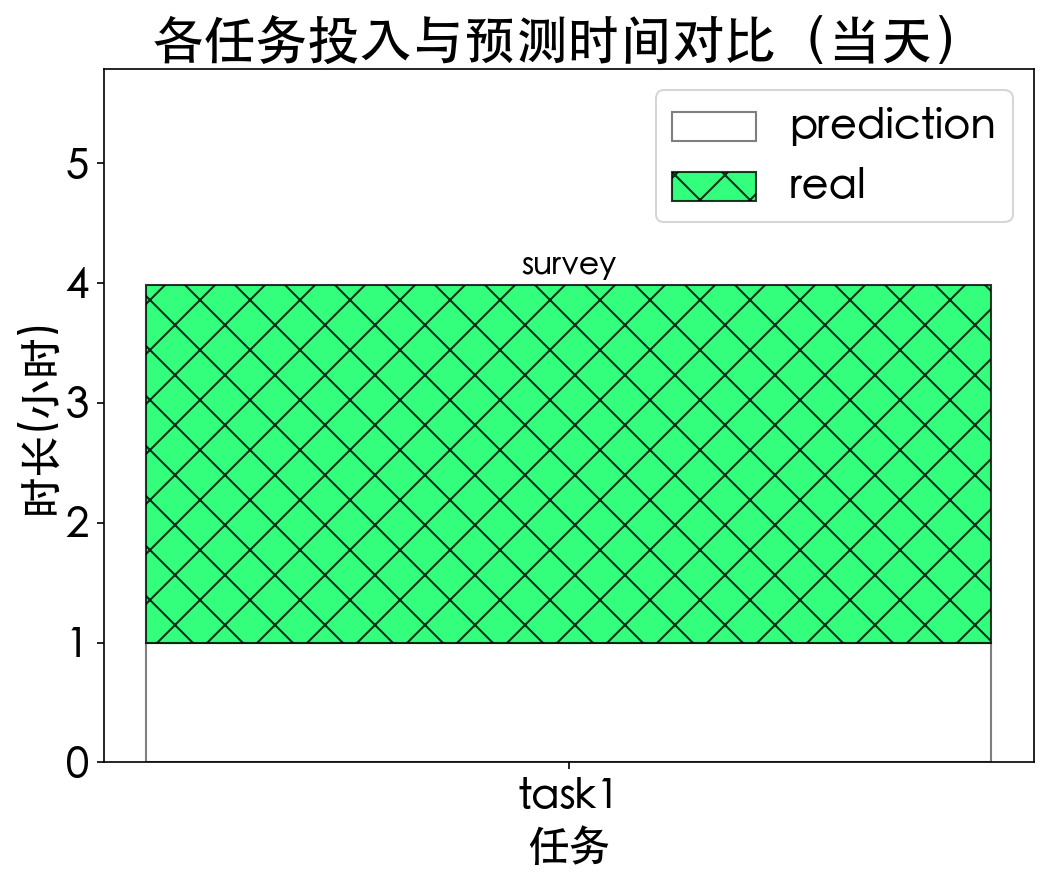 各任务投入与预测时间对比（当天）
prediction
real
survey
5
4
3
2
1
0
时长(小时)
task1
任务